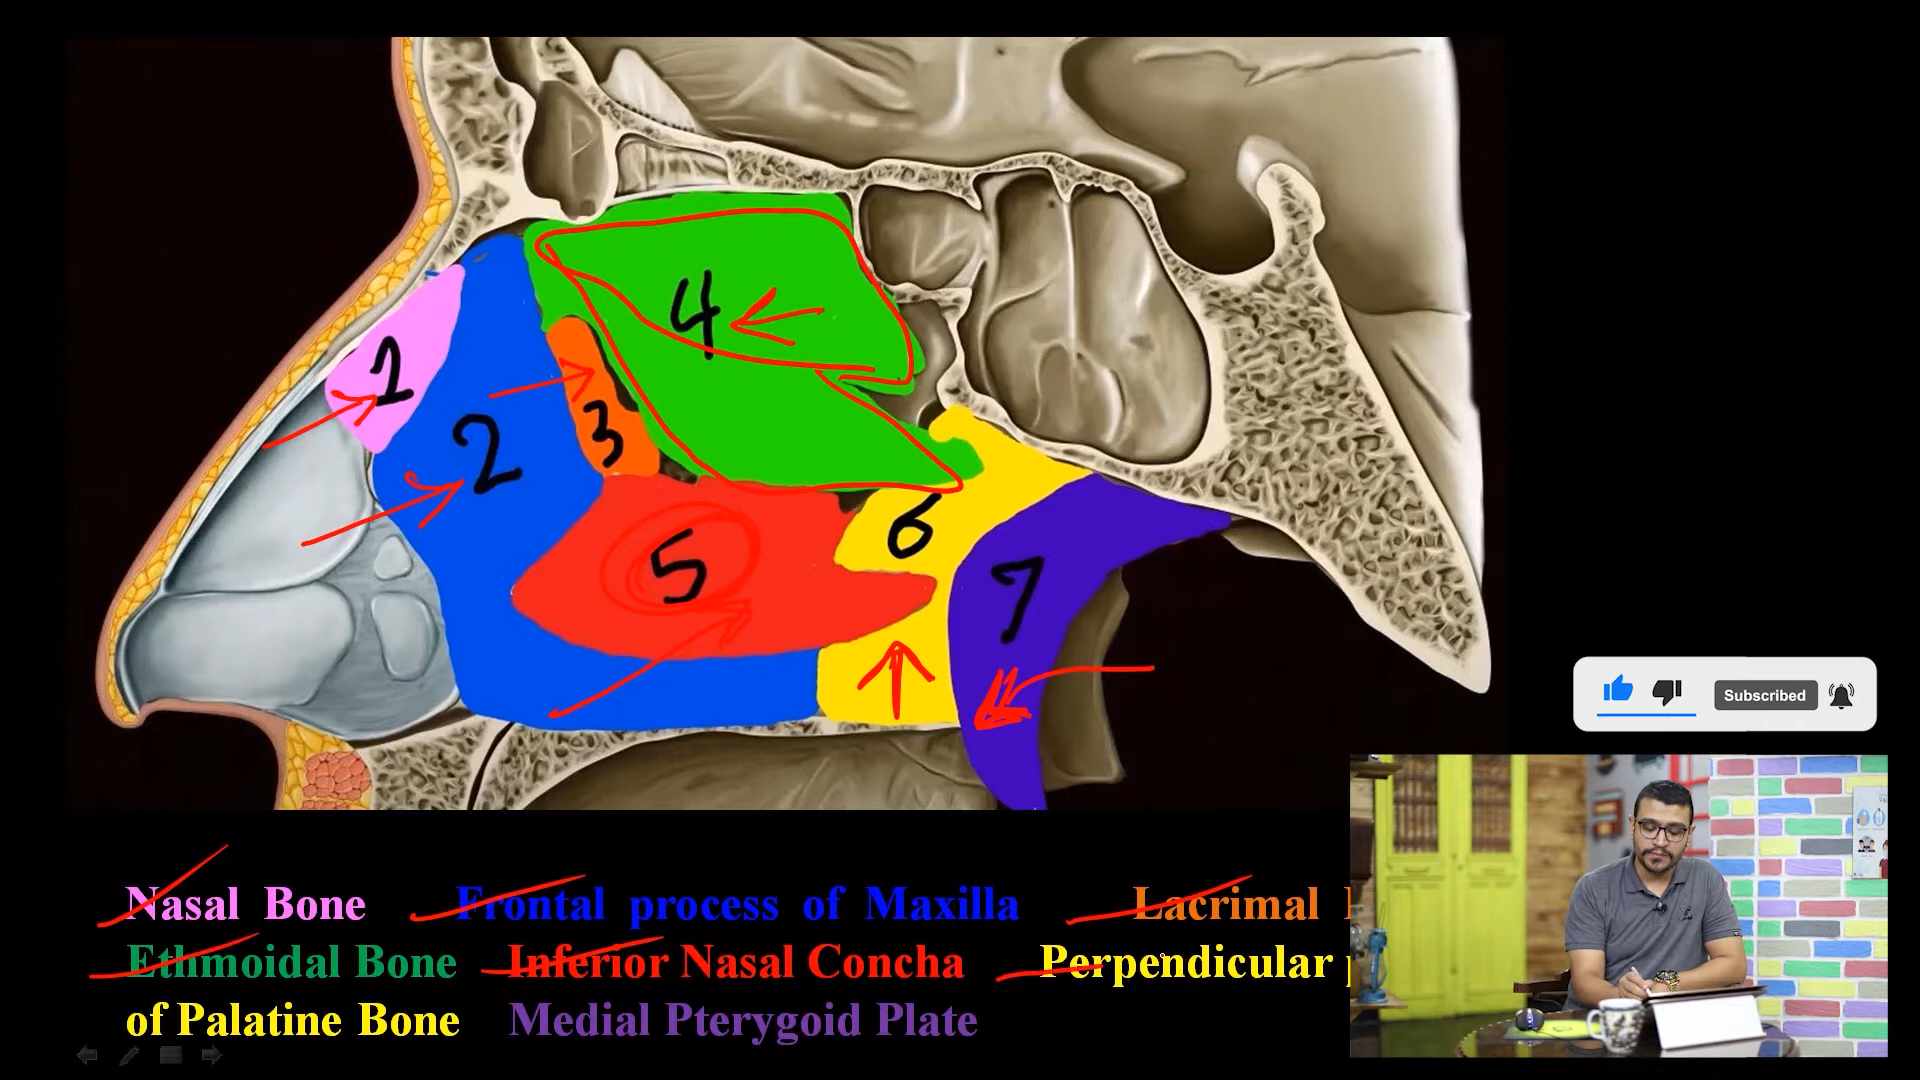 1
2
3
4
5
6
7
Subscribed
Nasal Bone Frontal process of Maxilla Lacrimal
Ethmoidal Bone Inferior Nasal Concha Perpendicular
of Palatine Bone Medial Pterygoid Plate